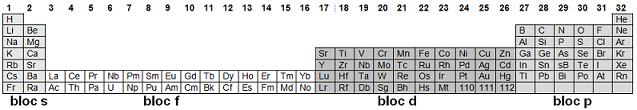 1 2 3 4 5 6 7 8 9 10 11 12 13 14 15 16 17 18 19 20 21 22 23 24 25 26 27 28 29 30 31 32
H He
Li Be B C N O F Ne
Na Mg Al Si P S Cl Ar
K Ca Sr Ti V Cr Mn Fe Co Ni Cu Zn Ga Ge As Se Br Kr
Rb Sr Y Zr Nb Mo Tc Ru Rh Pd Ag Cd In Sn sB Te I Xe
Cs Ba La Ce Pr Nb Pm Sm Eu Gd Tb Dy Ho Er Tm Yb Lu Hf Ta W Re Os Ir Pt Au Hg Tl Pb Bi Po At Rn
Fr Ra Ac Th Pa U Np Pu Am Cm Bk Cf Es Fm Md No Lr Rf Db Sg Bh Hs Mt 110 111 112
bloc s bloc f bloc d bloc p